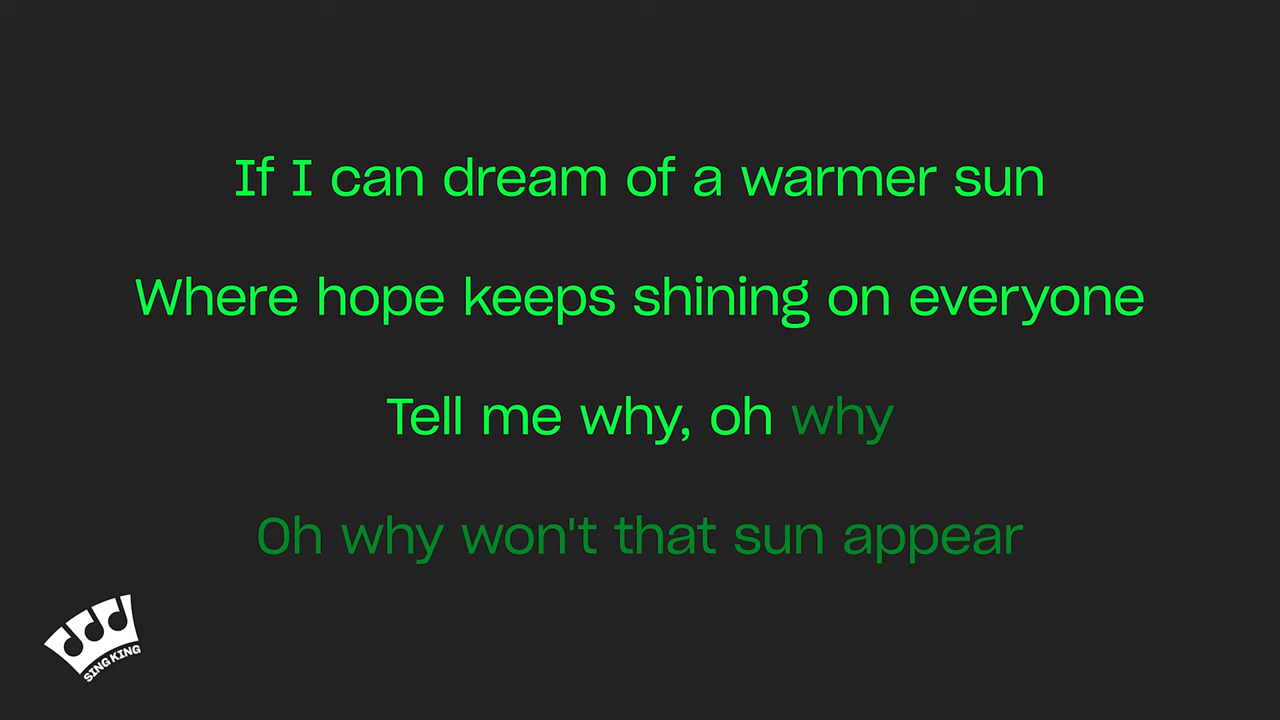 If I can dream of a warmer sun
Where hope keeps shining on everyone
Tell me why, oh why
Oh why won't that sun appear
SING KING